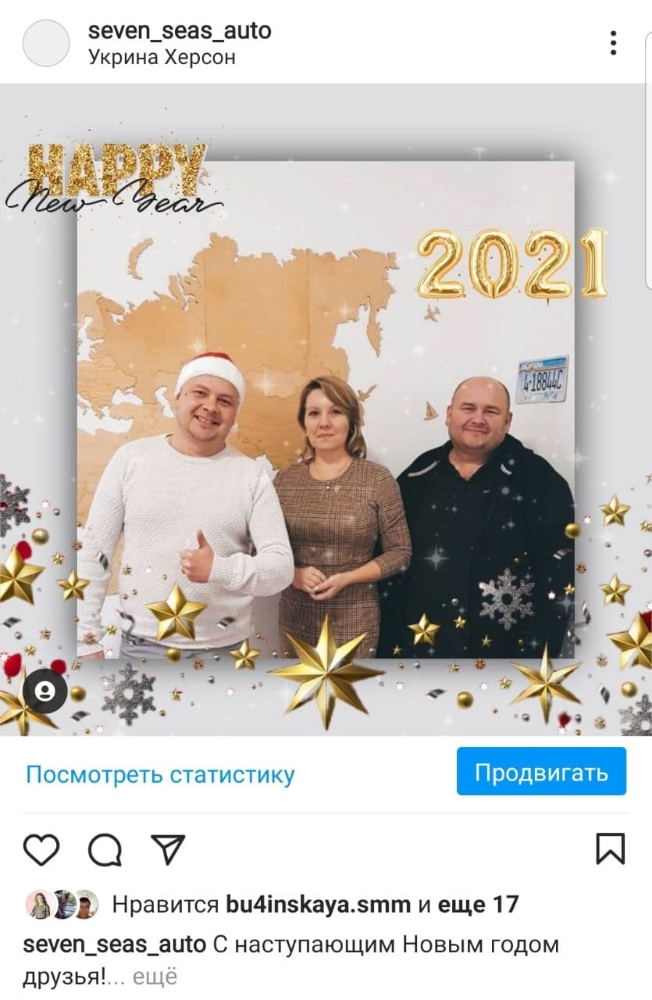 seven_seas_auto
Укрина Херсон
HAPPY
New Year
2021
4·18844C
Посмотреть статистику
Продвигать
Нравится bu4inskaya.smm и еще 17
seven_seas_auto С наступающим Новым годом
друзья!... ещё